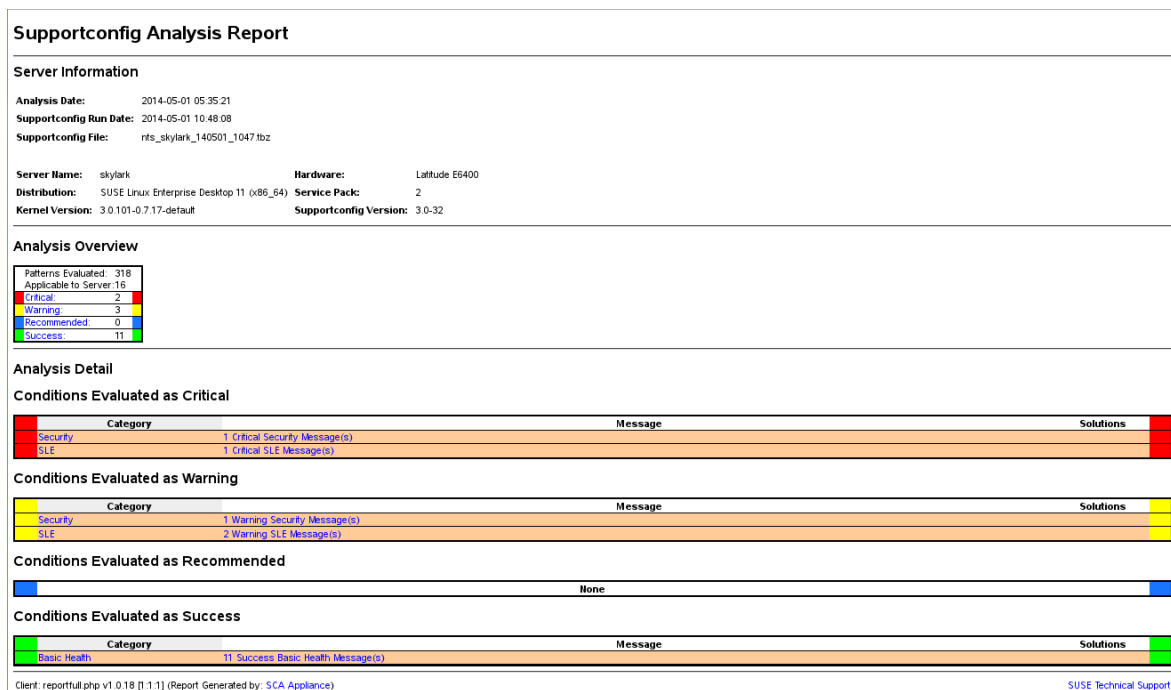 Supportconfig Analysis Report
Server Information
Analysis Date: 2014-05-01 05:35:21
Supportconfig Run Date: 2014-05-01 10:48:08
Supportconfig File: nts_skylark_140501_1047.tbz
Server Name: skylark Hardware: Latitude E6400
Distribution: SUSE Linux Enterprise Desktop 11 (x86_64) Service Pack: 2
Kernel Version: 3.0.101-0.7.17-default Supportconfig Version: 3.0-32
Analysis Overview
Patterns Evaluated: 318
Applicable to Server: 16
Critical: 2
Warning: 3
Recommended: 0
Success: 11
Analysis Detail
Conditions Evaluated as Critical
Category Message Solutions
Security 1 Critical Security Message(s)
SLE 1 Critical SLE Message(s)
Conditions Evaluated as Warning
Category Message Solutions
Security 1 Warning Security Message(s)
SLE 2 Warning SLE Message(s)
Conditions Evaluated as Recommended
None
Conditions Evaluated as Success
Category Message Solutions
Basic Health 11 Success Basic Health Message(s)
Client: reportfull.php v1.0.18 [1:1:1] (Report Generated by: SCA Appliance) SUSE Technical Support